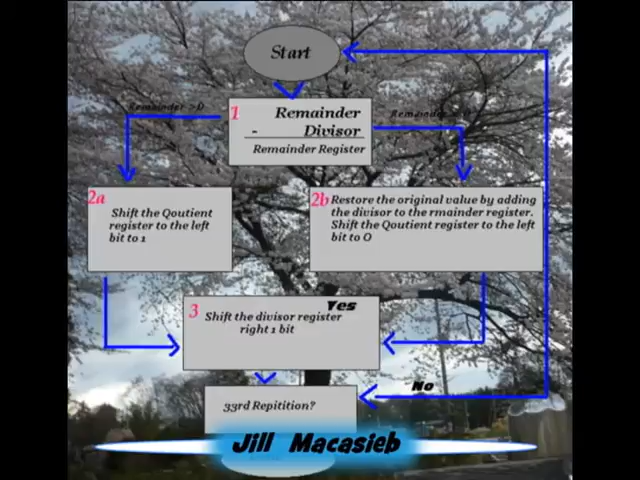 Start
Remainder >0
1
Remainder
- Divisor
Remainder Register
Remainder
2a
Shift the Qoutient
register to the left
bit to 1
2b
Restore the original value by adding
the divisor to the rmainder register.
Shift the Qoutient register to the left
bit to 0
3
Yes
Shift the divisor register
right 1 bit
No
33rd Repitition?
Jill Macasieb